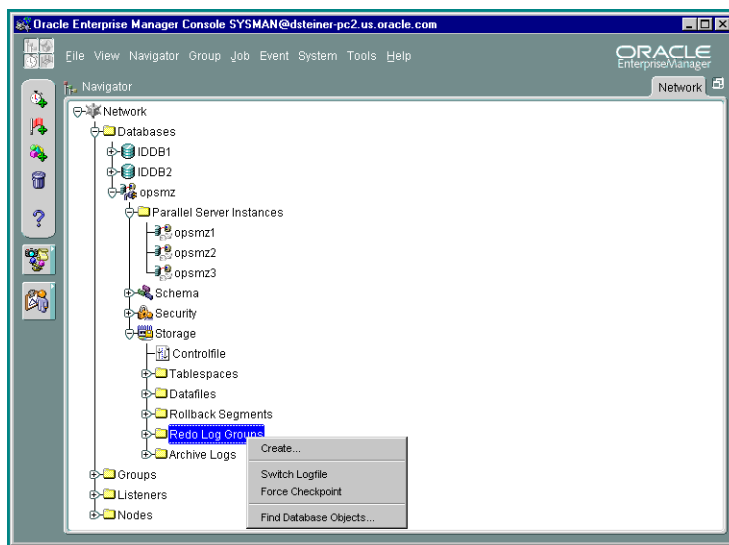 Oracle Enterprise Manager Console SYSMAN@dsteiner-pc2.us.oracle.com
File View Navigator Group Job Event System Tools Help
ORACLE
EnterpriseManager
Navigator
Network
Network
Databases
IDDB1
IDDB2
opsmz
Parallel Server Instances
opsmz1
opsmz2
opsmz3
Schema
Security
Storage
Controlfile
Tablespaces
Datafiles
Rollback Segments
Redo Log Groups
Archive Logs
Groups
Listeners
Nodes
Create...
Switch Logfile
Force Checkpoint
Find Database Objects...